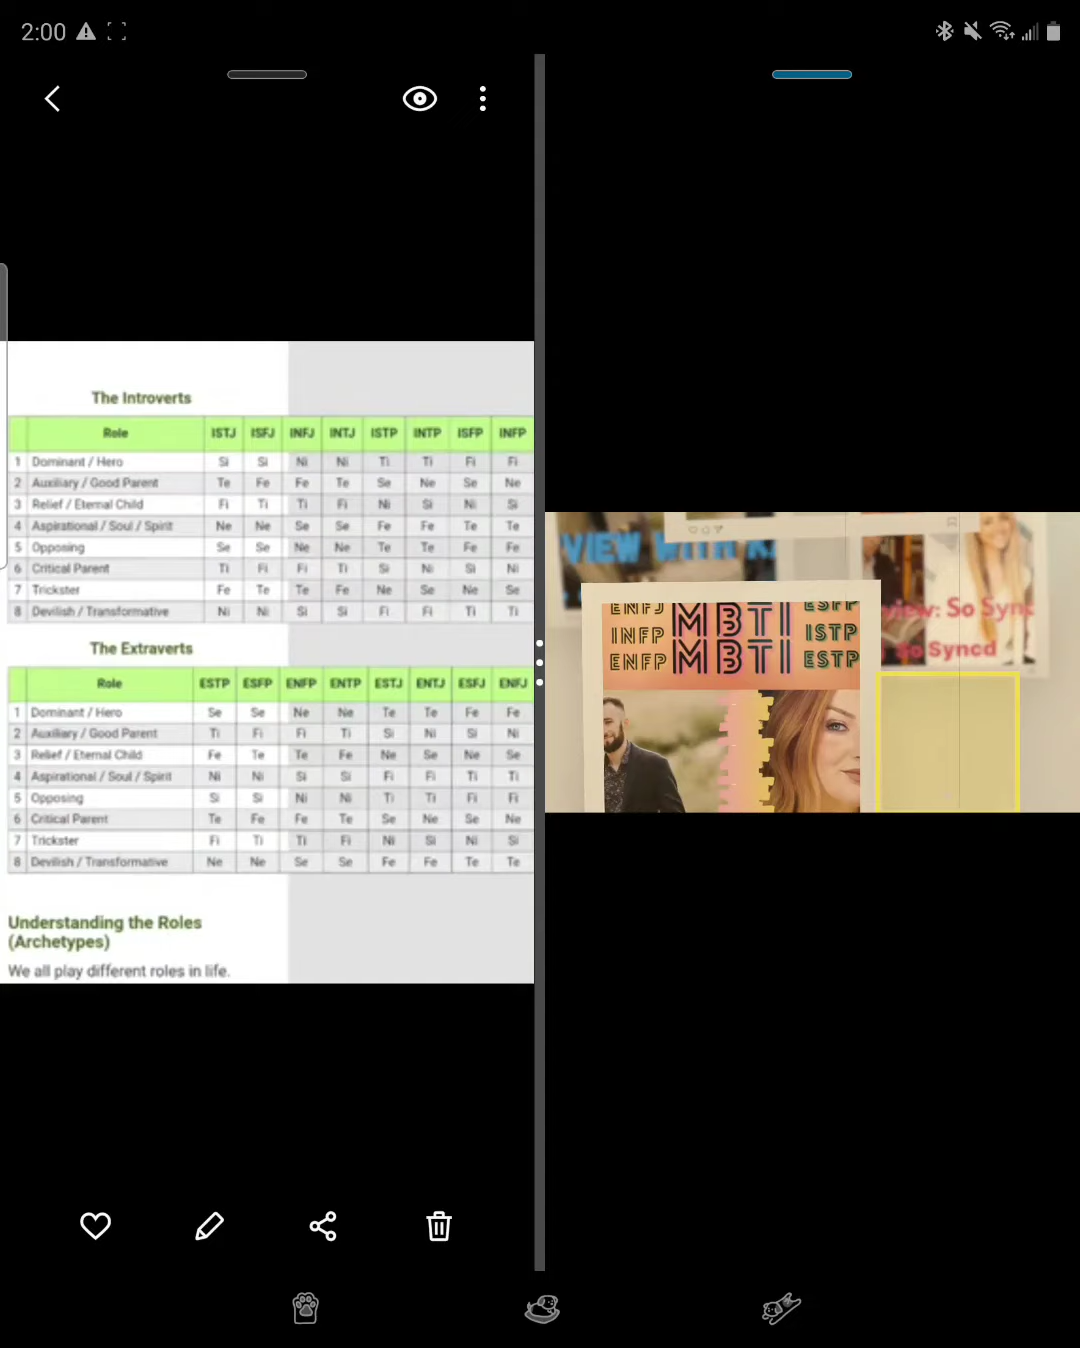 2:00
The Introverts
Role ISTJ ISFJ INFJ INTJ ISTP INTP ISFP INFP
1 Dominant / Hero Si Si Ni Ni Ti Ti Fi Fi
2 Auxiliary / Good Parent Te Fe Fe Te Se Ne Se Ne
3 Relief / Eternal Child Fi Ti Ti Fi Ni Si Ni Si
4 Aspirational / Soul / Spirit Ne Ne Se Se Fe Fe Te Te
5 Opposing Se Se Ne Ne Te Te Fe Fe
6 Critical Parent Ti Fi Fi Ti Si Ni Si Ni
7 Trickster Fe Te Te Fe Ne Se Ne Se
8 Devilish / Transformative Ni Ni Si Si Fi Fi Ti Ti
The Extraverts
Role ESTP ESFP ENFP ENTP ESTJ ENTJ ESFJ ENFJ
1 Dominant / Hero Se Se Ne Ne Te Te Fe Fe
2 Auxiliary / Good Parent Ti Fi Fi Ti Si Ni Si Ni
3 Relief / Eternal Child Fe Te Te Fe Ne Se Ne Se
4 Aspirational / Soul / Spirit Ni Ni Si Si Fi Fi Ti Ti
5 Opposing Si Si Ni Ni Ti Ti Fi Fi
6 Critical Parent Te Fe Fe Te Se Ne Se Ne
7 Trickster Fi Ti Ti Fi Ni Si Ni Si
8 Devilish / Transformative Ne Ne Se Se Fe Fe Te Te
Understanding the Roles
(Archetypes)
We all play different roles in life.
VIEW WITH
ENFJ MBTI ESFP
INFP MBTI ISTP
ENFP ESTP
So Sync
So Syncd